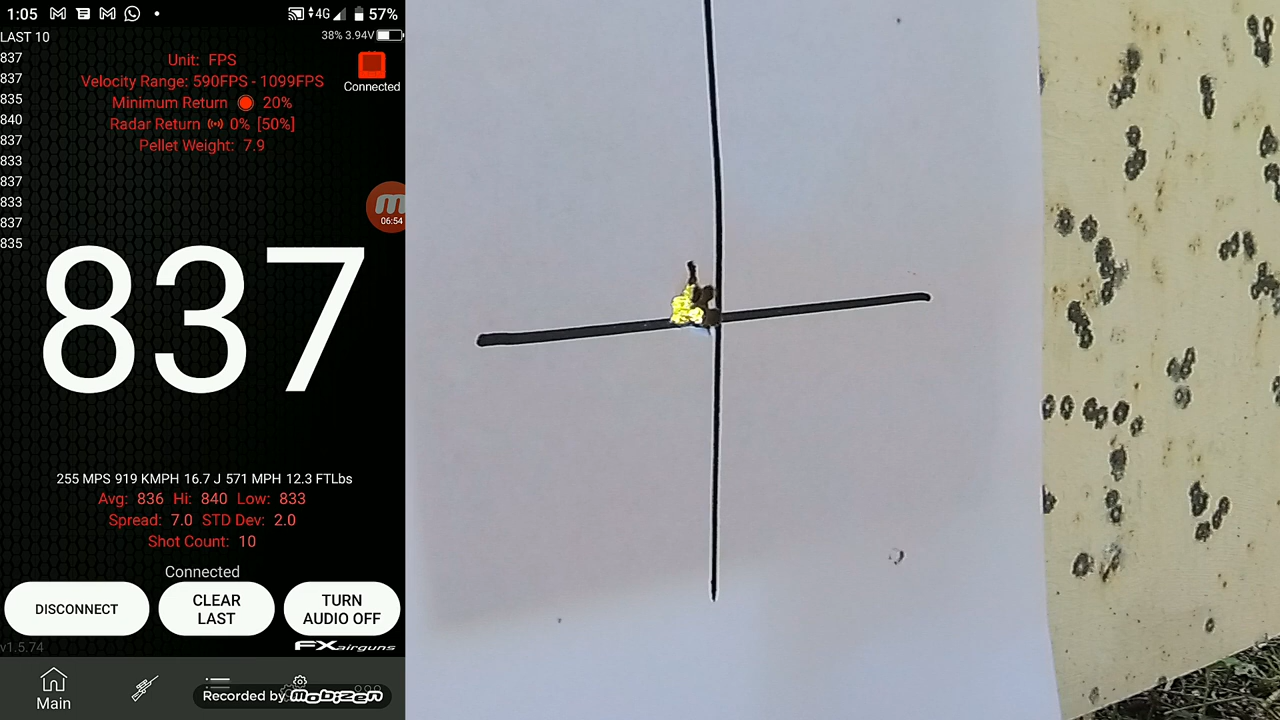 1:05 4G 57%
LAST 10 38% 3.94V
837
837
835
840
837
833
837
833
837
835
Unit: FPS
Velocity Range: 590FPS - 1099FPS
Minimum Return 20%
Radar Return 0% [50%]
Pellet Weight: 7.9
Connected
06:54
837
255 MPS 919 KMPH 16.7 J 571 MPH 12.3 FTLbs
Avg: 836 Hi: 840 Low: 833
Spread: 7.0 STD Dev: 2.0
Shot Count: 10
Connected
DISCONNECT
CLEAR
LAST
TURN
AUDIO OFF
v1.5.74
FXairguns
Main
Recorded by mobizen